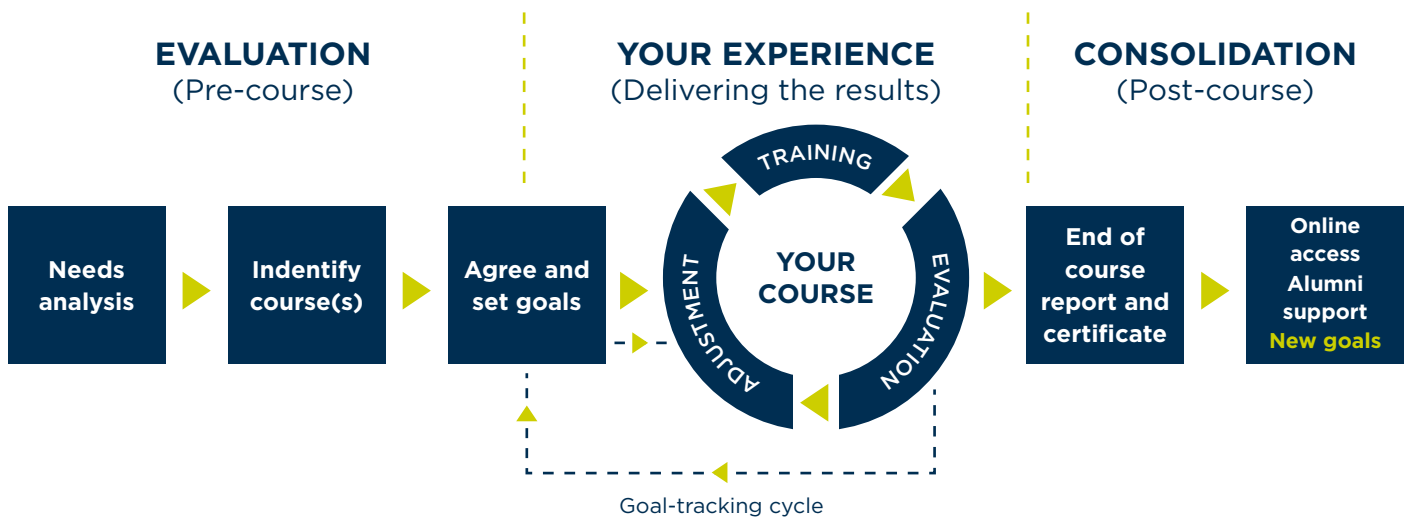 EVALUATION
(Pre-course)
YOUR EXPERIENCE
(Delivering the results)
CONSOLIDATION
(Post-course)
Needs
analysis
Indentify
course(s)
Agree and
set goals
TRAINING
EVALUATION
ADJUSTMENT
YOUR
COURSE
End of
course
report and
certificate
Online
access
Alumni
support
New goals
Goal-tracking cycle